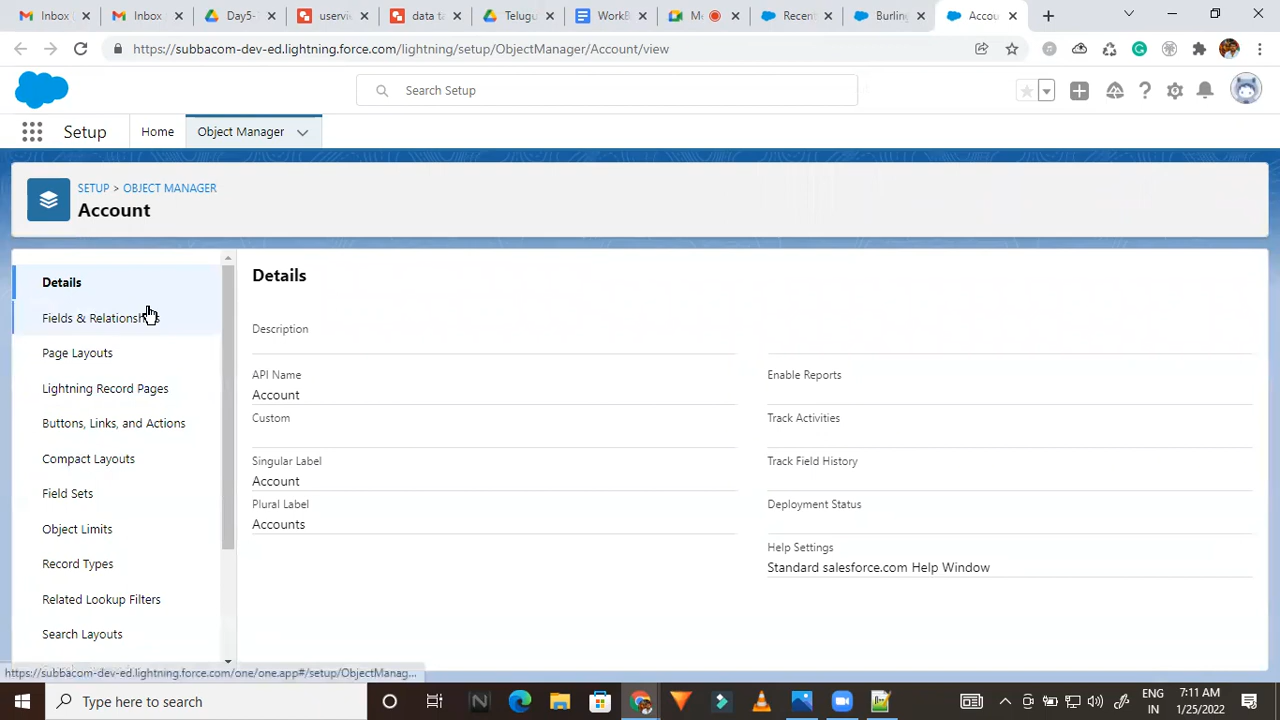 Inbox
Inbox
Day5-
uservie
data ta
Telugu
WorkB
Me
Recen
Burling
Accou
https://subbacom-dev-ed.lightning.force.com/lightning/setup/ObjectManager/Account/view
Search Setup
Setup
Home
Object Manager
SETUP > OBJECT MANAGER
Account
Details
Fields & Relationships
Page Layouts
Lightning Record Pages
Buttons, Links, and Actions
Compact Layouts
Field Sets
Object Limits
Record Types
Related Lookup Filters
Search Layouts
Details
Description
API Name
Account
Custom
Singular Label
Account
Plural Label
Accounts
Enable Reports
Track Activities
Track Field History
Deployment Status
Help Settings
Standard salesforce.com Help Window
https://subbacom-dev-ed.lightning.force.com/one/one.app#/setup/ObjectManag...
Type here to search
ENG
IN
7:11 AM
1/25/2022